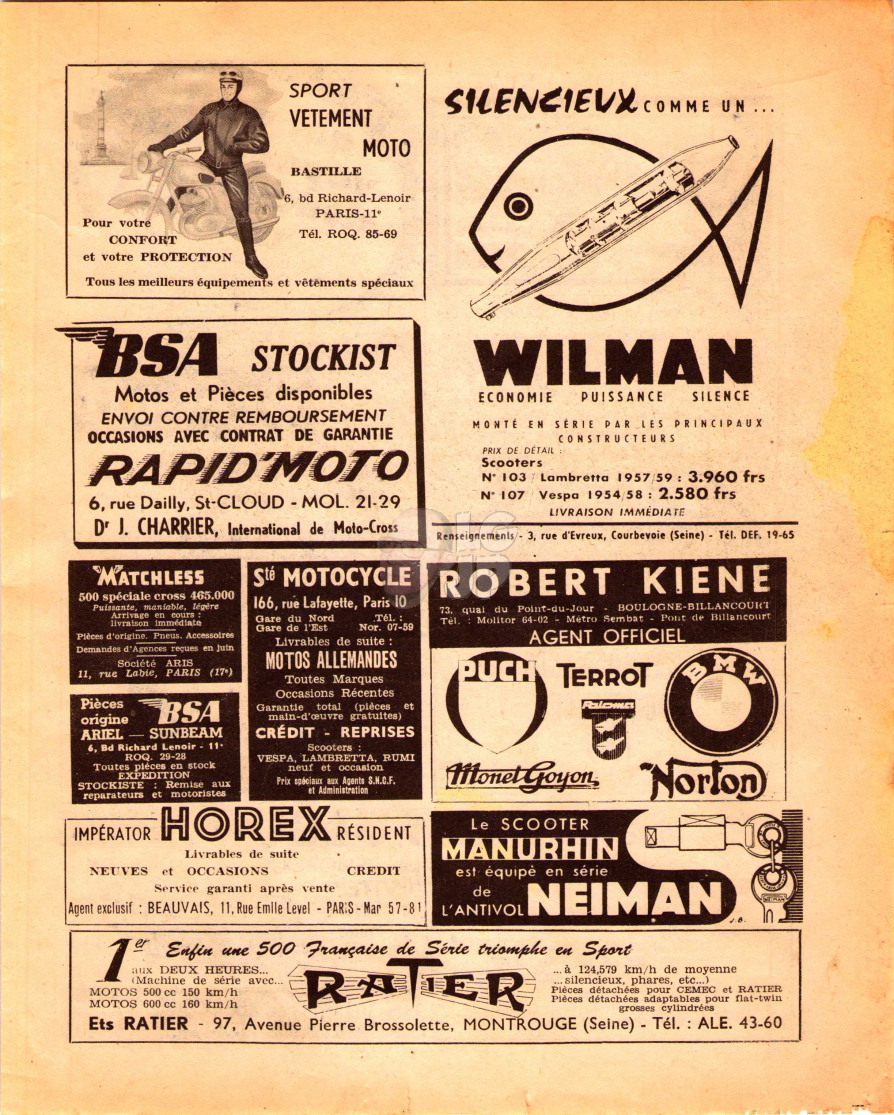 SPORT
VETEMENT
MOTO
BASTILLE
6, bd Richard-Lenoir
PARIS-11e
Tél. ROQ. 85-69
Pour votre
CONFORT
et votre PROTECTION
Tous les meilleurs équipements et vêtements spéciaux
SILENCIEUX COMME UN ...
WILMAN
ECONOMIE PUISSANCE SILENCE
MONTÉ EN SÉRIE PAR LES PRINCIPAUX
CONSTRUCTEURS
PRIX DE DÉTAIL :
Scooters
N° 103 / Lambretta 1957/59 : 3.960 frs
N° 107 / Vespa 1954/58 : 2.580 frs
LIVRAISON IMMÉDIATE
Renseignements - 3, rue d'Evreux, Courbevoie (Seine) - Tél. DEF. 19-65
BSA STOCKIST
Motos et Pièces disponibles
ENVOI CONTRE REMBOURSEMENT
OCCASIONS AVEC CONTRAT DE GARANTIE
RAPID'MOTO
6, rue Dailly, St-CLOUD - MOL. 21-29
Dr J. CHARRIER, International de Moto-Cross
MATCHLESS
500 spéciale cross 465.000
Puissante, maniable, légère
Arrivage en cours :
livraison immédiate
Pièces d'origine. Pneus. Accessoires
Demandes d'Agences reçues en juin
Société ARIS
11, rue Labie, PARIS (17e)
Pièces
origine BSA
ARIEL — SUNBEAM
6, Bd Richard Lenoir - 11e
ROQ. 29-28
Toutes pièces en stock
EXPEDITION
STOCKISTE : Remise aux
reparateurs et motoristes
Sté MOTOCYCLE
166, rue Lafayette, Paris 10
Gare du Nord Tél. :
Gare de l'Est Nor. 07-59
Livrables de suite :
MOTOS ALLEMANDES
Toutes Marques
Occasions Récentes
Garantie total (pièces et
main-d'œuvre gratuites)
CRÉDIT - REPRISES
Scooters :
VESPA, LAMBRETTA, RUMI
neuf et occasion
Prix spéciaux aux Agents S.N.C.F.
et Administration
ROBERT KIENE
73, quai du Point-du-Jour - BOULOGNE-BILLANCOURT
Tél. : Molitor 64-02 - Métro Sembat - Pont de Billancourt
AGENT OFFICIEL
PUCH
TERROT
BMW
Paloma
Monet Goyon
Norton
IMPÉRATOR HOREX RÉSIDENT
Livrables de suite
NEUVES et OCCASIONS CREDIT
Service garanti après vente
Agent exclusif : BEAUVAIS, 11, Rue Emile Level - PARIS - Mar 57-81
Le SCOOTER
MANURHIN
est équipé en série
de
L'ANTIVOL NEIMAN
J.B.
1er Enfin une 500 Française de Série triomphe en Sport
aux DEUX HEURES...
(Machine de série avec...
MOTOS 500 cc 150 km/h
MOTOS 600 cc 160 km/h
RATIER
...à 124,579 km/h de moyenne
...silencieux, phares, etc...)
Pièces détachées pour CEMEC et RATIER
Pièces détachées adaptables pour flat-twin
grosses cylindrées
Ets RATIER - 97, Avenue Pierre Brossolette, MONTROUGE (Seine) - Tél. : ALE. 43-60